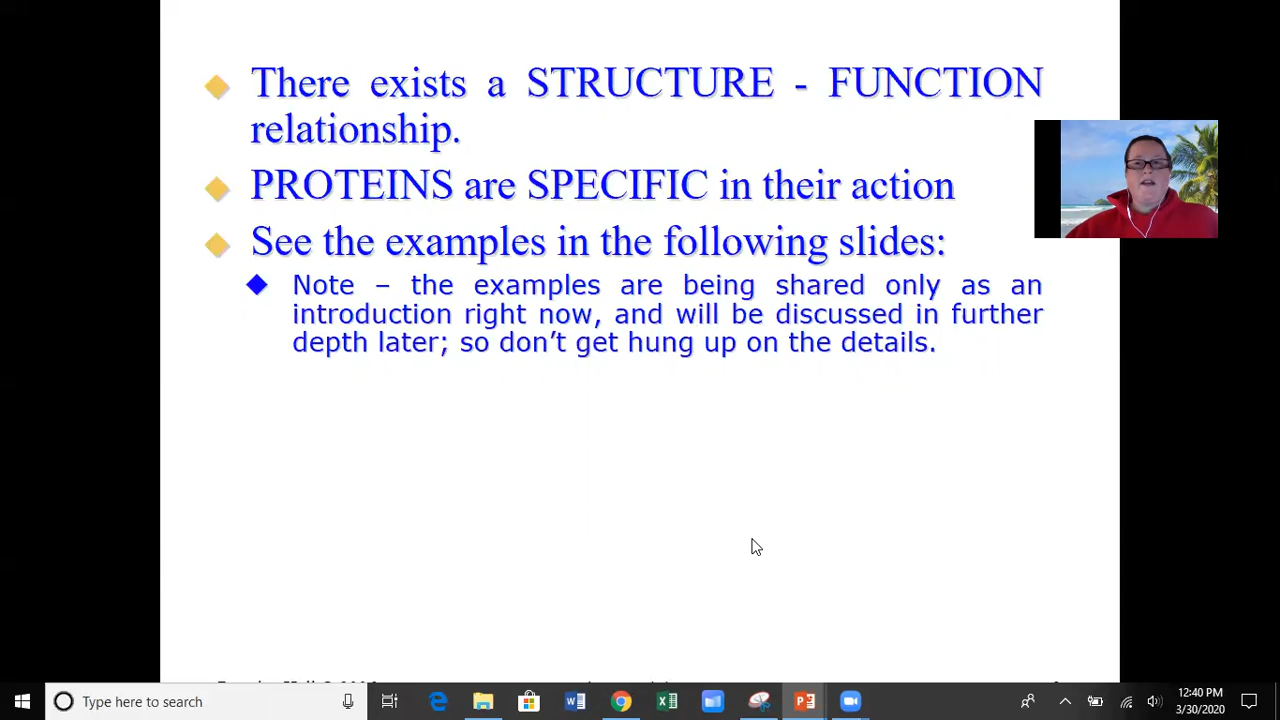 There exists a STRUCTURE - FUNCTION
relationship.
PROTEINS are SPECIFIC in their action
See the examples in the following slides:
Note – the examples are being shared only as an
introduction right now, and will be discussed in further
depth later; so don’t get hung up on the details.
Type here to search
12:40 PM
3/30/2020